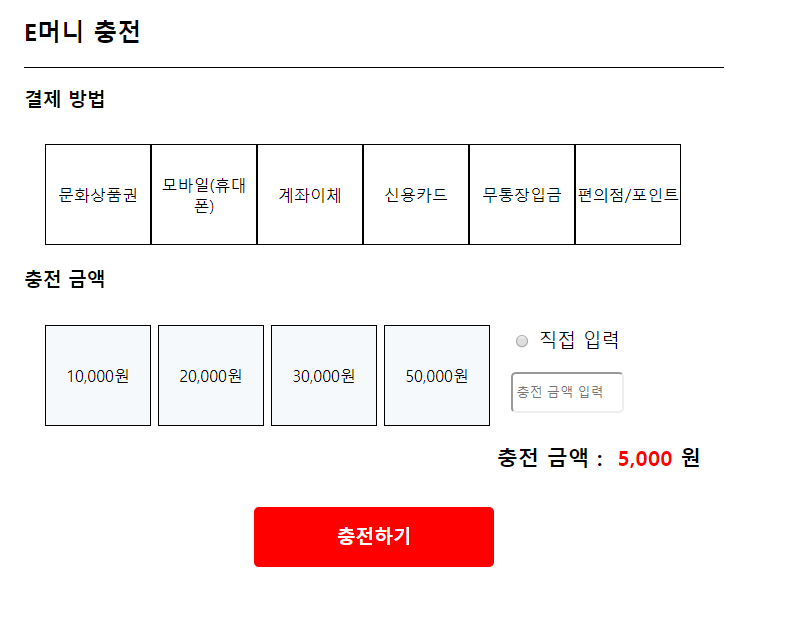 E머니 충전
결제 방법
문화상품권
모바일(휴대
폰)
계좌이체
신용카드
무통장입금
편의점/포인트
충전 금액
10,000원
20,000원
30,000원
50,000원
직접 입력
충전 금액 입력
충전 금액 : 5,000 원
충전하기